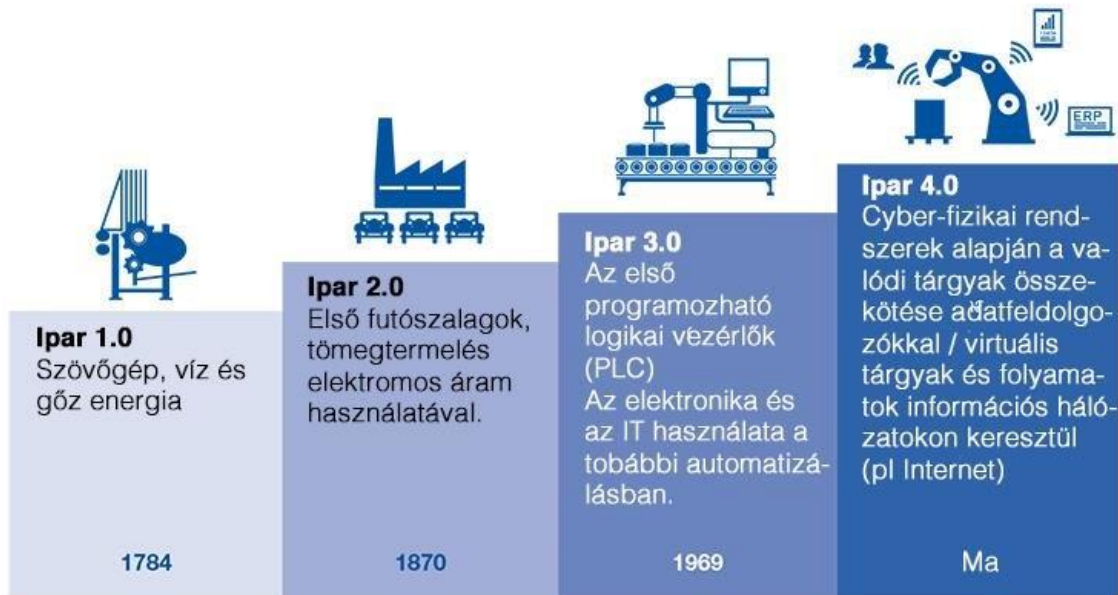 ERP
Ipar 1.0
Szövőgép, víz és
gőz energia
1784
Ipar 2.0
Első futószalagok,
tömegtermelés
elektromos áram
használatával.
1870
Ipar 3.0
Az első
programozható
logikai vezérlők
(PLC)
Az elektronika és
az IT használata a
tobábbi automatizá-
lásban.
1969
Ipar 4.0
Cyber-fizikai rend-
szerek alapján a va-
lódi tárgyak össze-
kötése adatfeldolgo-
zókkal / virtuális
tárgyak és folyama-
tok információs háló-
zatokon keresztül
(pl Internet)
Ma